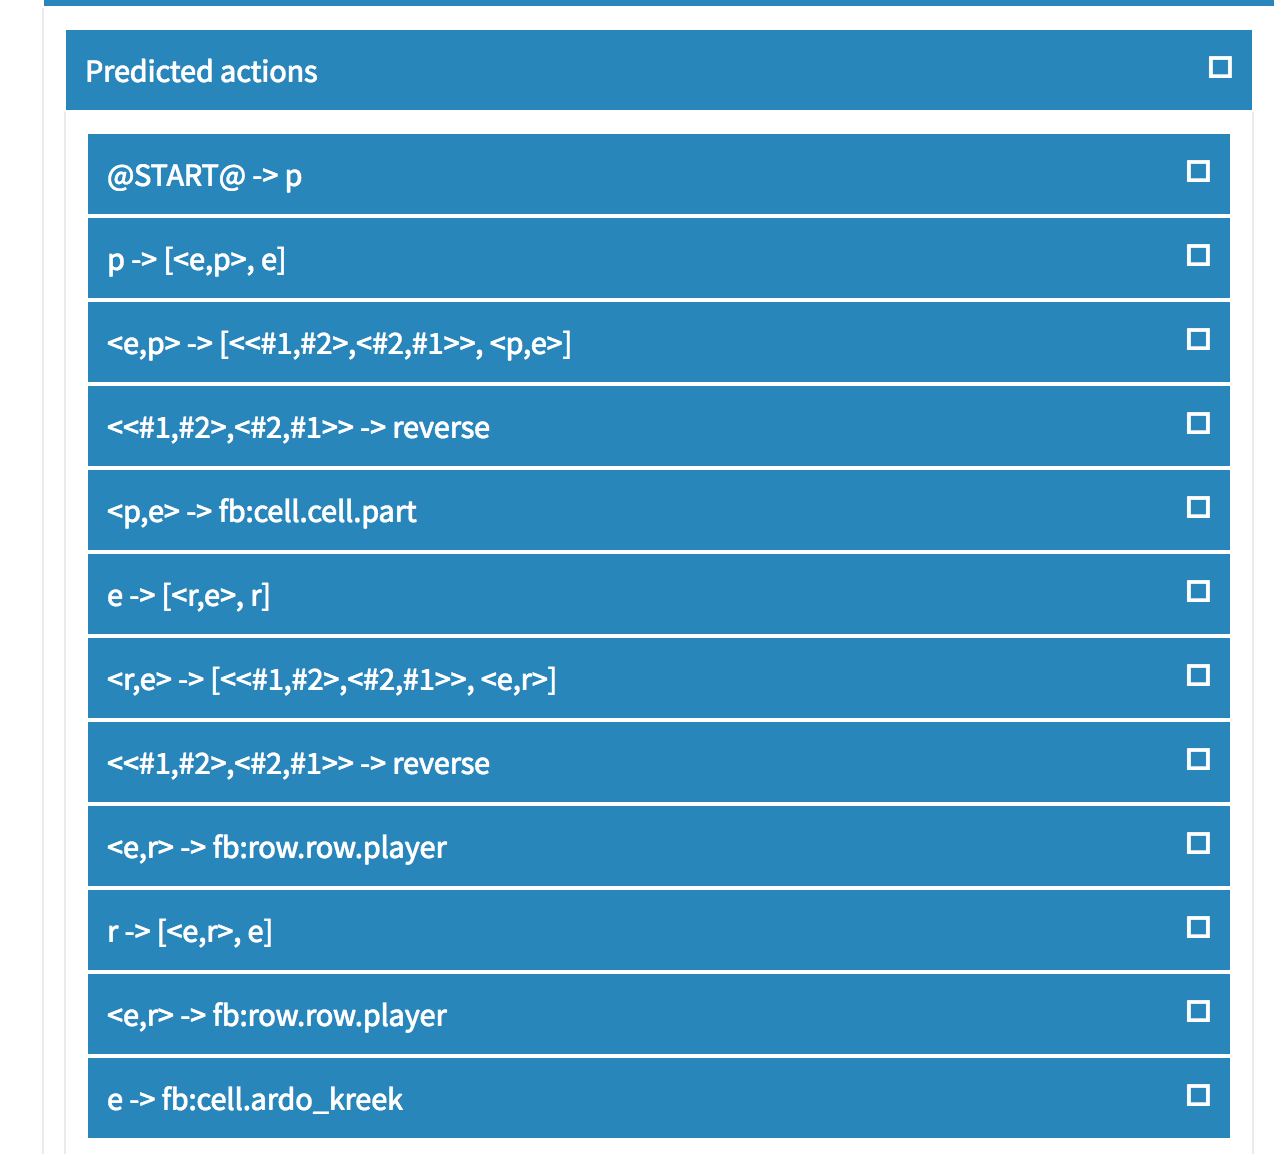 Predicted actions
@START@ -> p
p -> [<e,p>, e]
<e,p> -> [<<#1,#2>,<#2,#1>>, <p,e>]
<<#1,#2>,<#2,#1>> -> reverse
<p,e> -> fb:cell.cell.part
e -> [<r,e>, r]
<r,e> -> [<<#1,#2>,<#2,#1>>, <e,r>]
<<#1,#2>,<#2,#1>> -> reverse
<e,r> -> fb:row.row.player
r -> [<e,r>, e]
<e,r> -> fb:row.row.player
e -> fb:cell.ardo_kreek